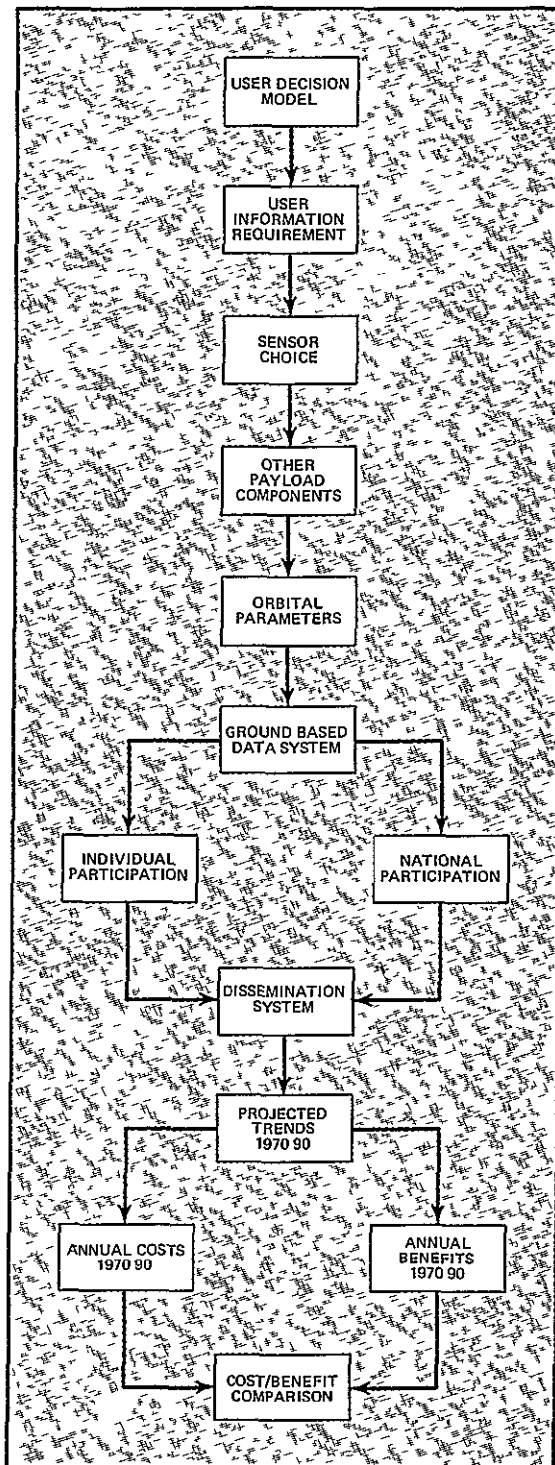 USER DECISION
MODEL
USER
INFORMATION
REQUIREMENT
SENSOR
CHOICE
OTHER
PAYLOAD
COMPONENTS
ORBITAL
PARAMETERS
GROUND BASED
DATA SYSTEM
INDIVIDUAL
PARTICIPATION
NATIONAL
PARTICIPATION
DISSEMINATION
SYSTEM
PROJECTED
TRENDS
1970 90
ANNUAL COSTS
1970 90
ANNUAL
BENEFITS
1970 90
COST/BENEFIT
COMPARISON